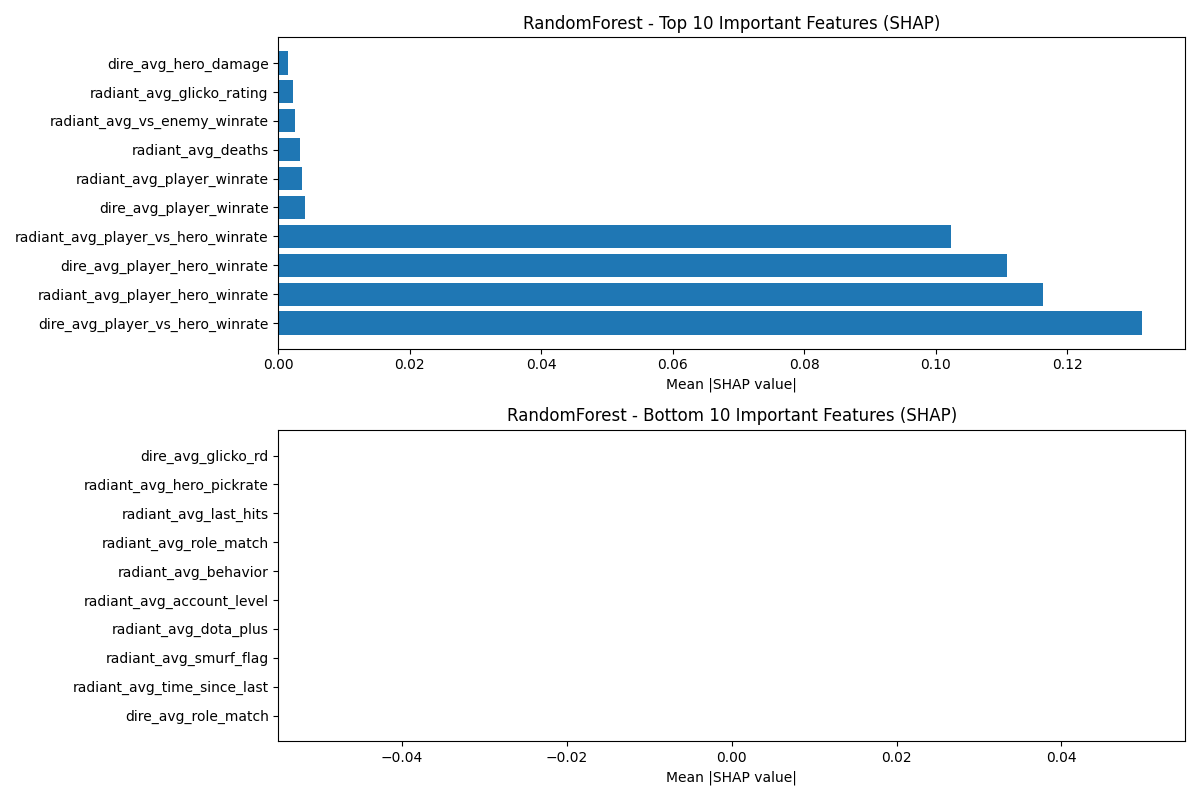 RandomForest - Top 10 Important Features (SHAP)
dire_avg_hero_damage
radiant_avg_glicko_rating
radiant_avg_vs_enemy_winrate
radiant_avg_deaths
radiant_avg_player_winrate
dire_avg_player_winrate
radiant_avg_player_vs_hero_winrate
dire_avg_player_hero_winrate
radiant_avg_player_hero_winrate
dire_avg_player_vs_hero_winrate
0.00 0.02 0.04 0.06 0.08 0.10 0.12
Mean |SHAP value|
RandomForest - Bottom 10 Important Features (SHAP)
dire_avg_glicko_rd
radiant_avg_hero_pickrate
radiant_avg_last_hits
radiant_avg_role_match
radiant_avg_behavior
radiant_avg_account_level
radiant_avg_dota_plus
radiant_avg_smurf_flag
radiant_avg_time_since_last
dire_avg_role_match
−0.04 −0.02 0.00 0.02 0.04
Mean |SHAP value|